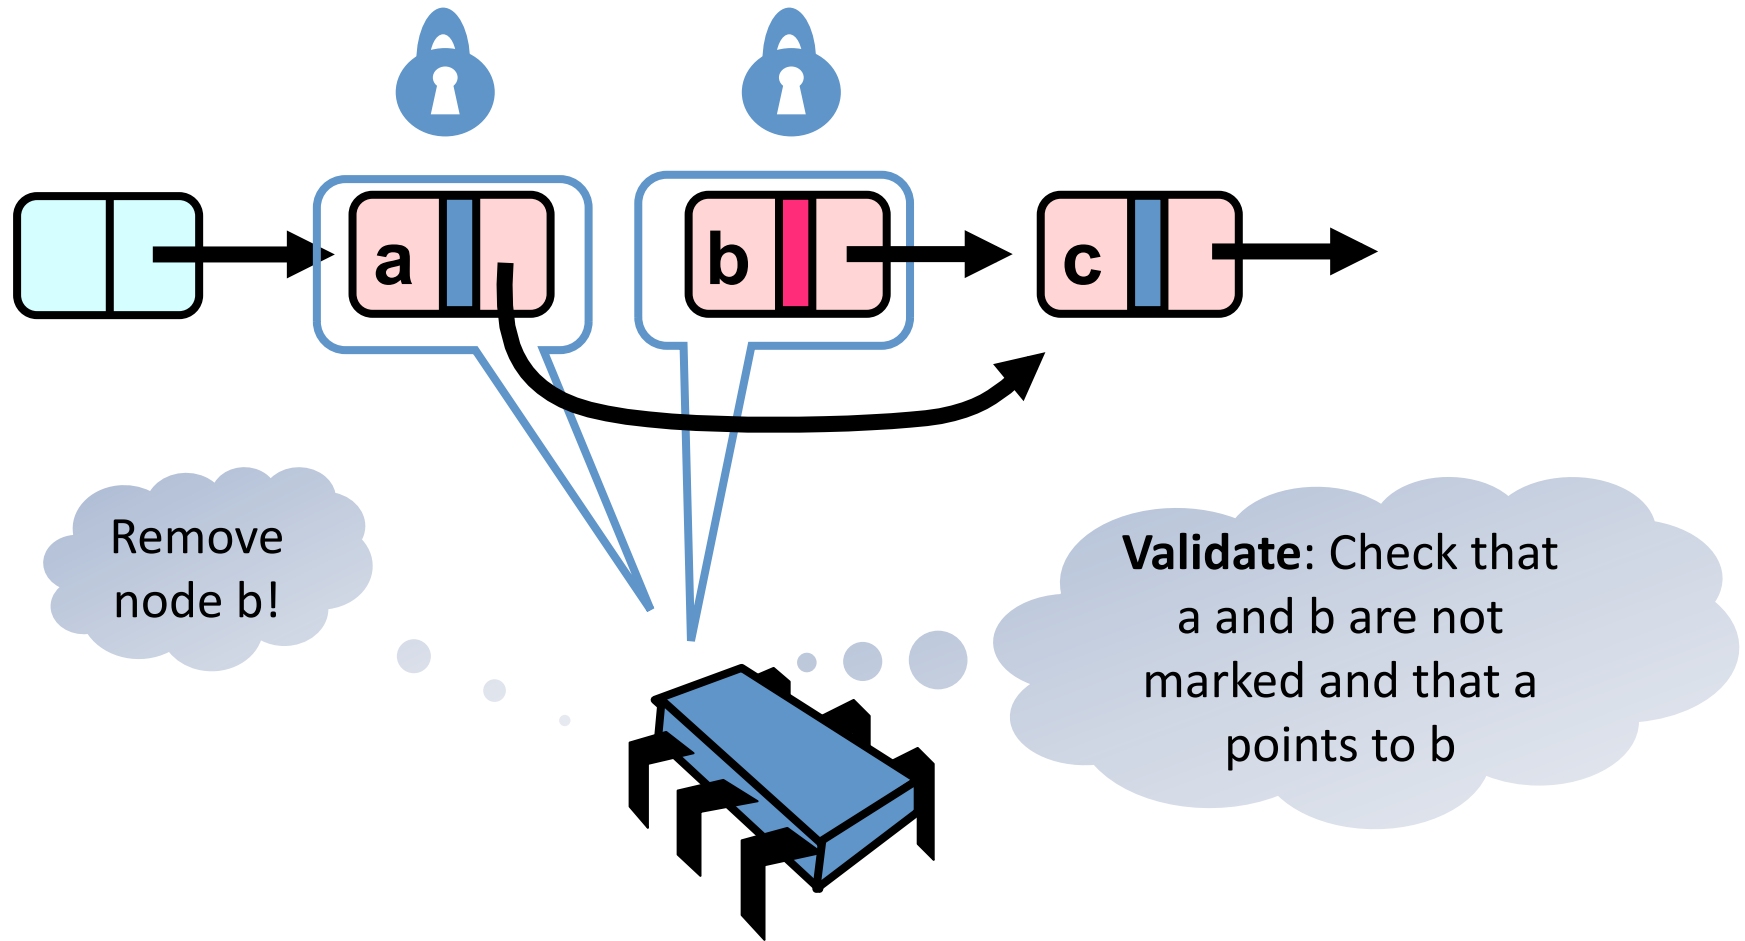 a
b
c
Remove
node b!
Validate: Check that
a and b are not
marked and that a
points to b